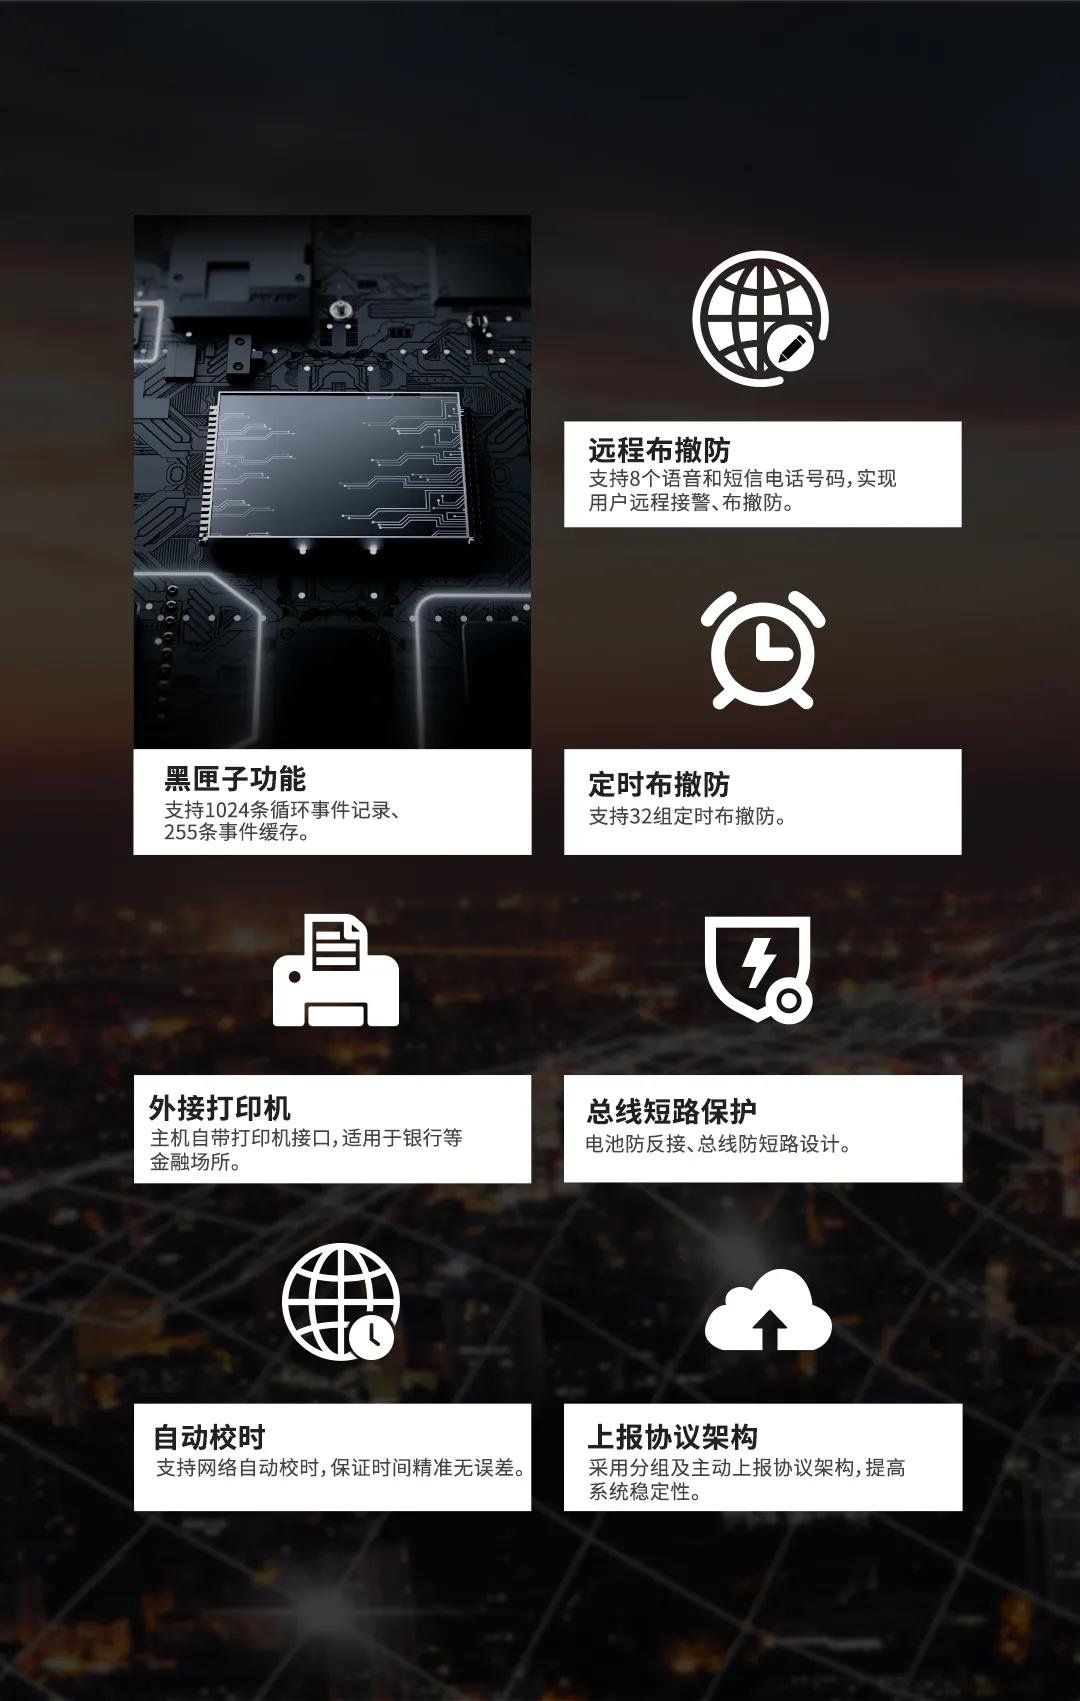 远程布撤防
支持8个语音和短信电话号码，实现
用户远程接警、布撤防。
黑匣子功能
支持1024条循环事件记录、
255条事件缓存。
定时布撤防
支持32组定时布撤防。
外接打印机
主机自带打印机接口，适用于银行等
金融场所。
总线短路保护
电池防反接、总线防短路设计。
自动校时
支持网络自动校时，保证时间精准无误差。
上报协议架构
采用分组及主动上报协议架构，提高
系统稳定性。